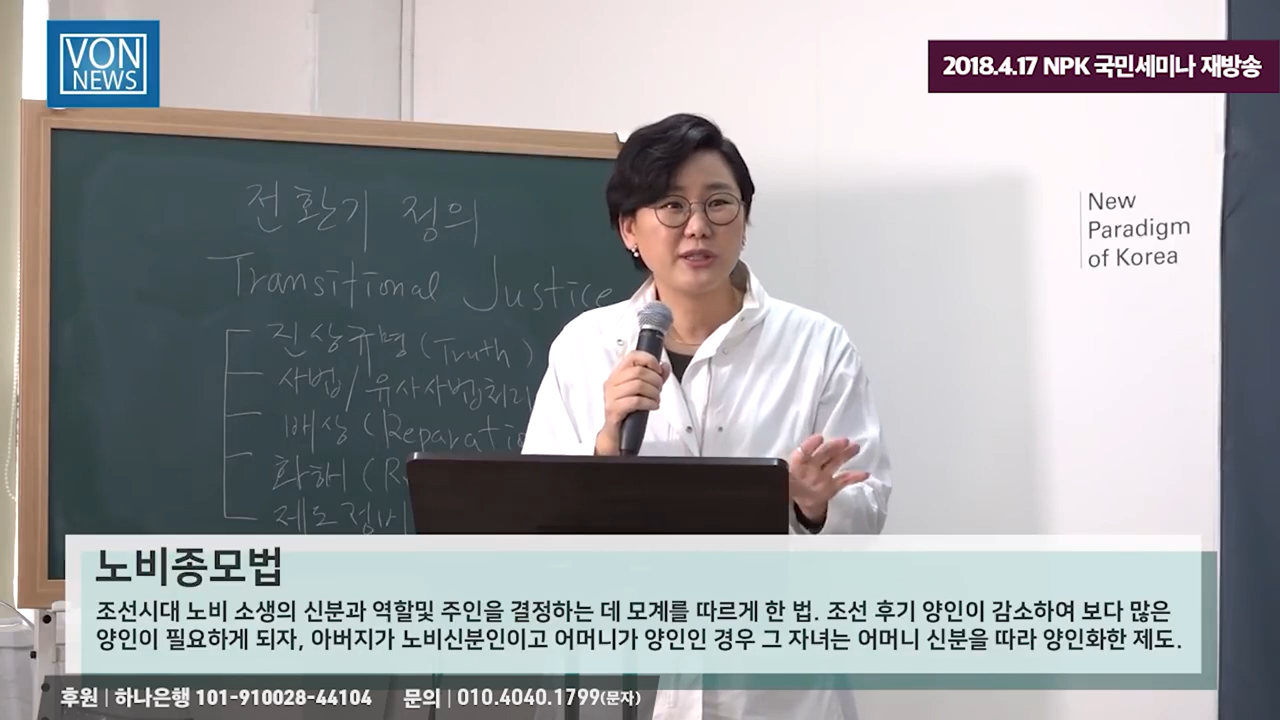 VON
NEWS
2018.4.17 NPK 국민세미나 재방송
New
Paradigm
of Korea
전환기 정의
Transitional Justice
진상규명 (Truth)
사법/유사사법처리
배상 (Reparatio
화해 (R
제도정비
노비종모법
조선시대 노비 소생의 신분과 역할및 주인을 결정하는 데 모계를 따르게 한 법. 조선 후기 양인이 감소하여 보다 많은
양인이 필요하게 되자, 아버지가 노비신분인이고 어머니가 양인인 경우 그 자녀는 어머니 신분을 따라 양인화한 제도.
후원 | 하나은행 101-910028-44104 문의 | 010.4040.1799(문자)